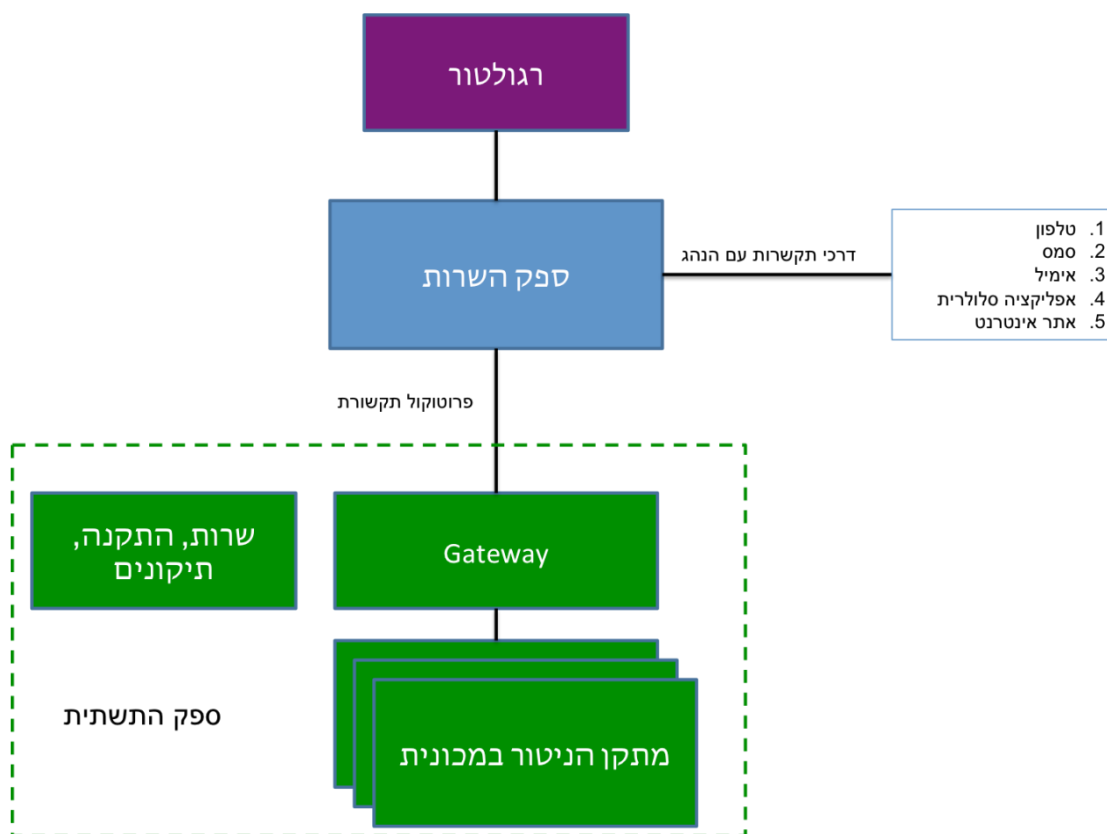 רגולטור
ספק השרות
דרכי תקשרות עם הנהג
1. טלפון
2. סמס
3. אימיל
4. אפליקציה סלולרית
5. אתר אינטרנט
פרוטוקול תקשורת
שרות, התקנה,
תיקונים
Gateway
ספק התשתית
מתקן הניטור במכונית